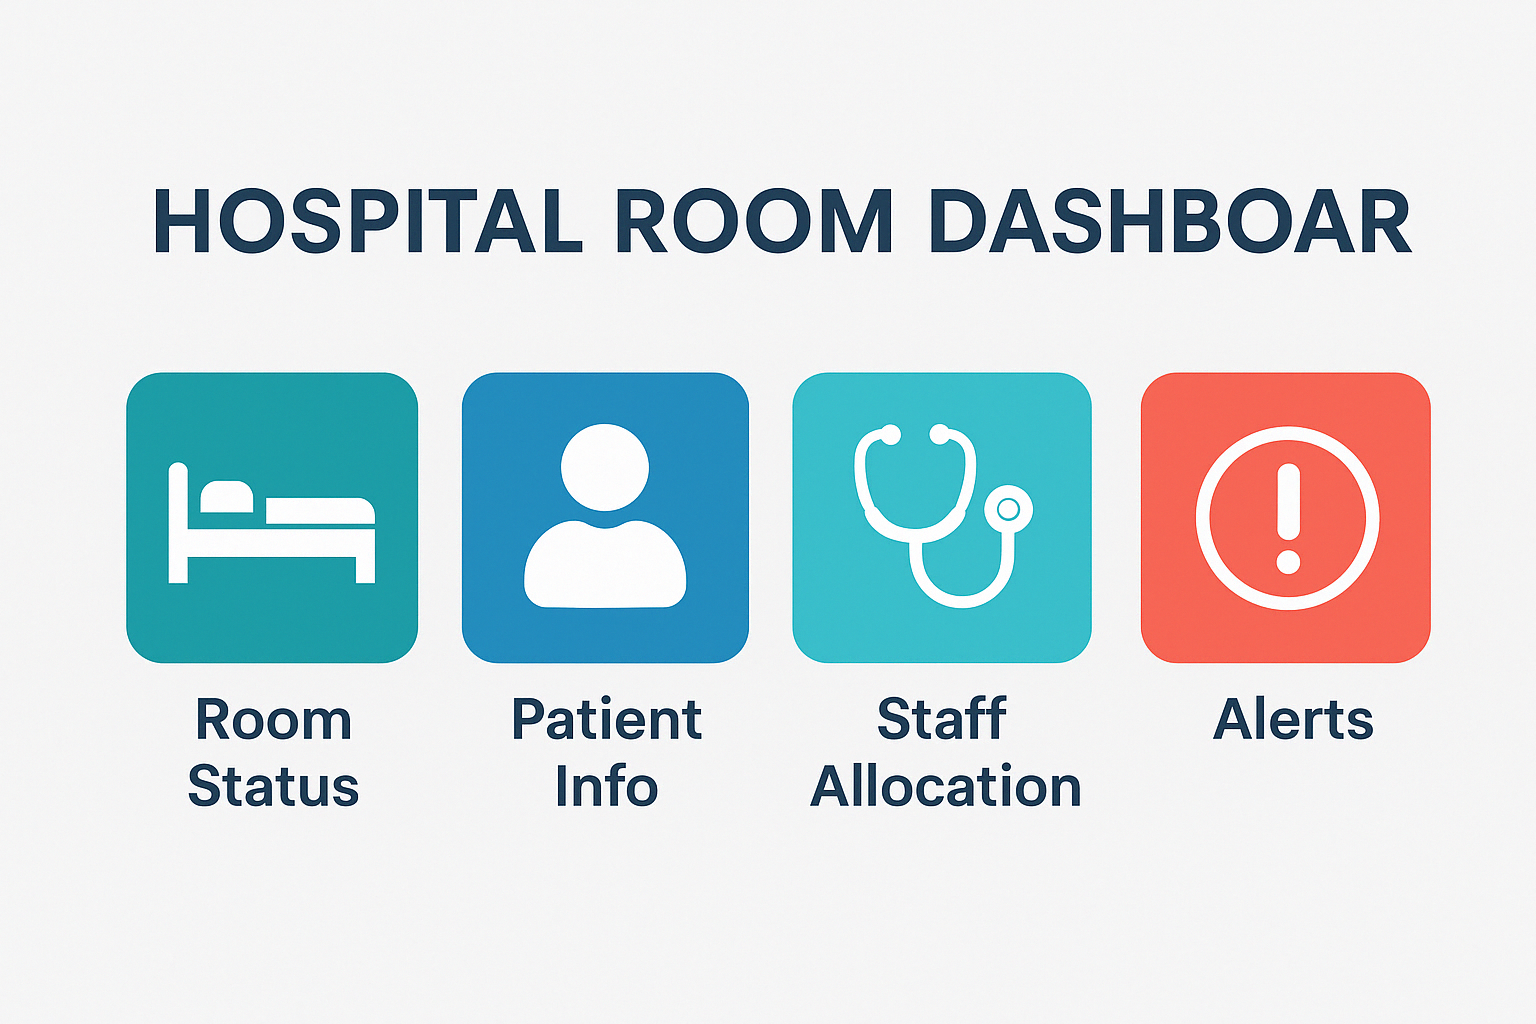 HOSPITAL ROOM DASHBOAR
Room
Status
Patient
Info
Staff
Allocation
Alerts